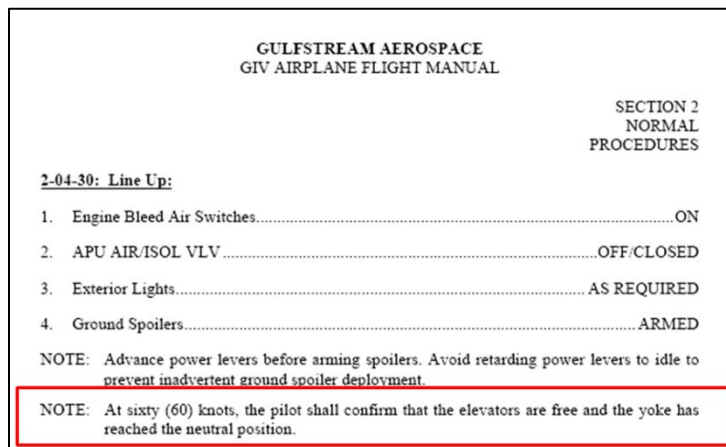 GULFSTREAM AEROSPACE
GIV AIRPLANE FLIGHT MANUAL
SECTION 2
NORMAL
PROCEDURES
2-04-30: Line Up:
1. Engine Bleed Air Switches....................ON
2. APU AIR/ISOL VLV....................OFF/CLOSED
3. Exterior Lights....................AS REQUIRED
4. Ground Spoilers....................ARMED
NOTE: Advance power levers before arming spoilers. Avoid retarding power levers to idle to
prevent inadvertent ground spoiler deployment.
NOTE: At sixty (60) knots, the pilot shall confirm that the elevators are free and the yoke has
reached the neutral position.